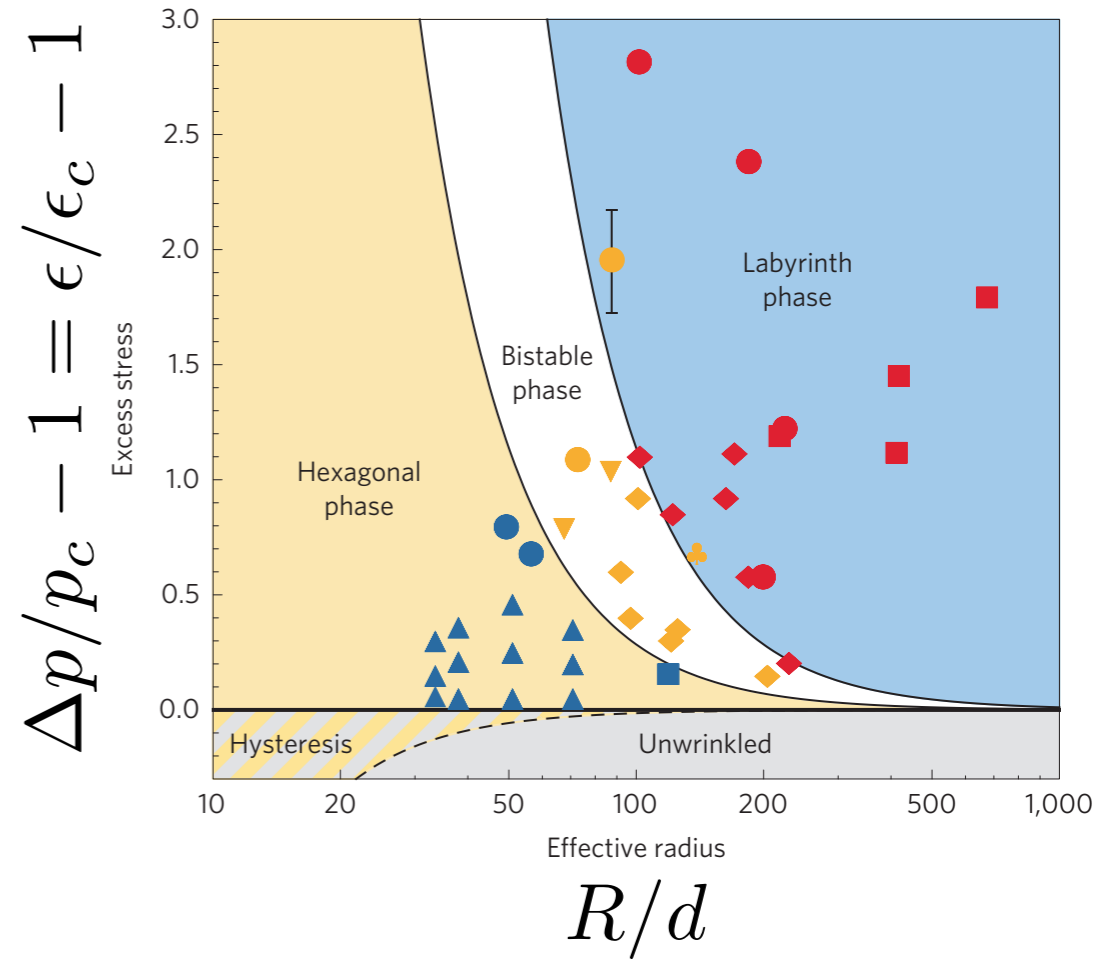 Δp/p_c − 1 = ϵ/ϵ_c − 1
Excess stress
3.0
2.5
2.0
1.5
1.0
0.5
0.0
Labyrinth
phase
Bistable
phase
Hexagonal
phase
Hysteresis
Unwrinkled
10
20
50
100
200
500
1,000
Effective radius
R/d